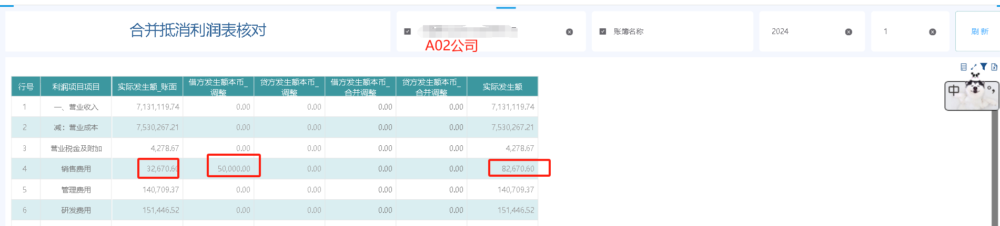 合并抵消利润表核对
A02公司
账簿名称
2024
1
刷 新
中 °,
行号 利润项目项目 实际发生额_账面 借方发生额本币_调整 贷方发生额本币_调整 借方发生额本币_合并调整 贷方发生额本币_合并调整 实际发生额
1 一、营业收入 7,131,119.74 0.00 0.00 0.00 0.00 7,131,119.74
2 减：营业成本 7,530,267.21 0.00 0.00 0.00 0.00 7,530,267.21
3 营业税金及附加 4,278.67 0.00 0.00 0.00 0.00 4,278.67
4 销售费用 32,670.60 50,000.00 0.00 0.00 0.00 82,670.60
5 管理费用 140,709.37 0.00 0.00 0.00 0.00 140,709.37
6 研发费用 151,446.52 0.00 0.00 0.00 0.00 151,446.52